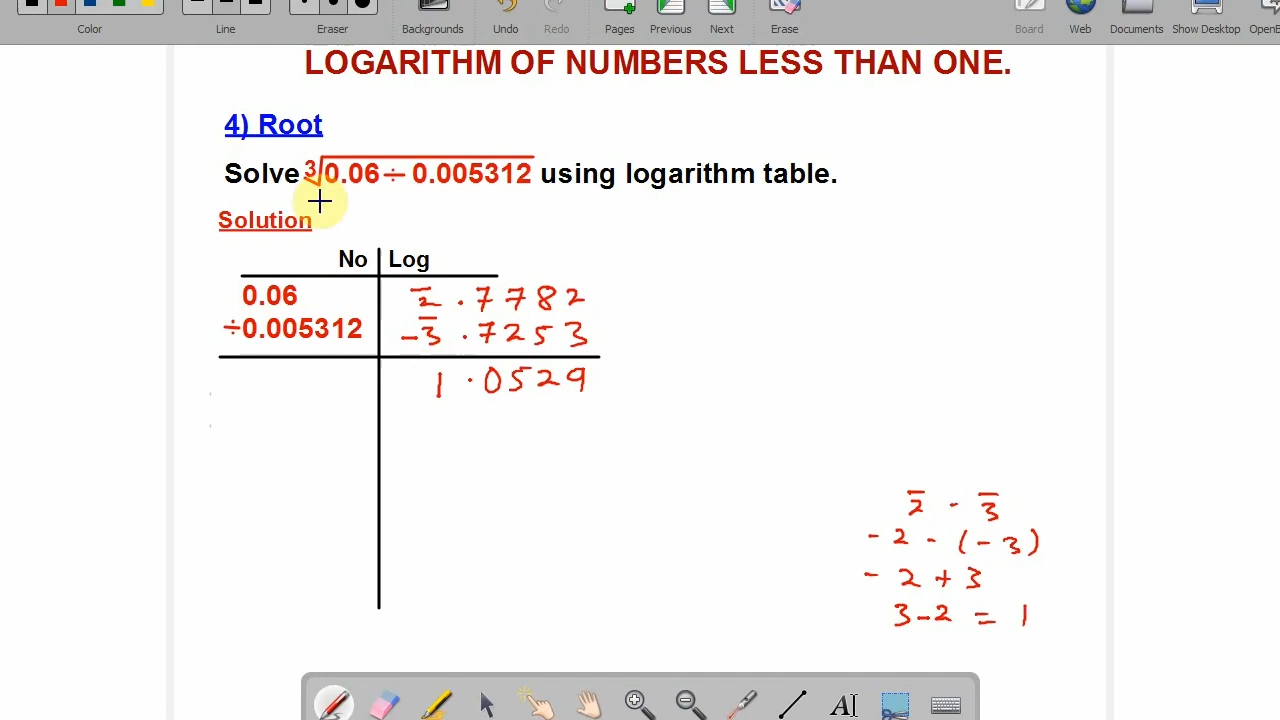 Color Line Eraser Backgrounds Undo Redo Pages Previous Next Erase Board Web Documents Show Desktop OpenB
LOGARITHM OF NUMBERS LESS THAN ONE.
4) Root
Solve ∛0.06 ÷ 0.005312 using logarithm table.
Solution
No Log
0.06 2̅.7782
÷0.005312 -3̅.7253
1.0529
2̅ - 3̅
-2 - (-3)
-2 + 3
3-2 = 1
AI